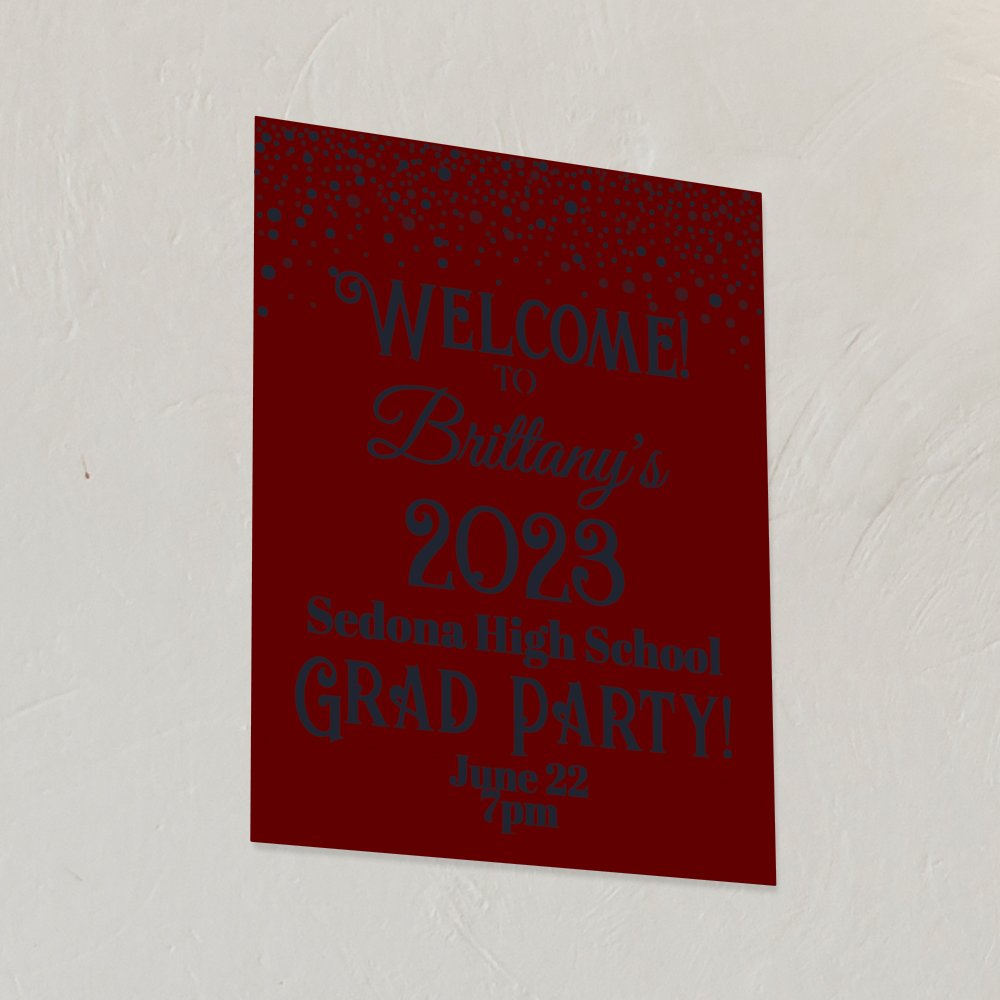 WELCOME!
TO
Brittany's
2023
Sedona High School
GRAD PARTY!
June 22
7pm